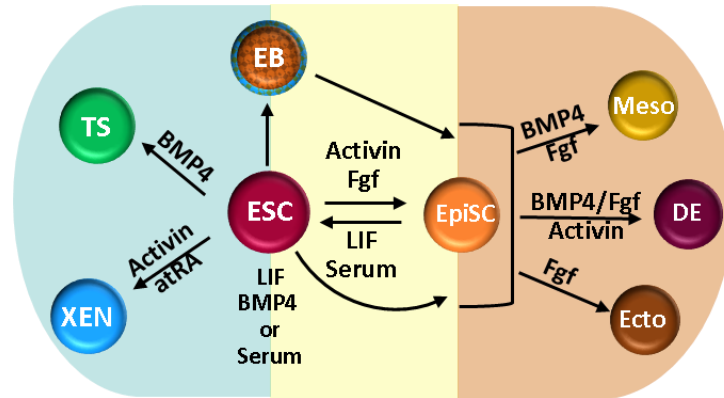 EB
TS
BMP4
Activin
Fgf
BMP4
Fgf
Meso
ESC
EpiSC
BMP4/Fgf
Activin
DE
Activin
atRA
LIF
Serum
XEN
LIF
BMP4
or
Serum
Fgf
Ecto